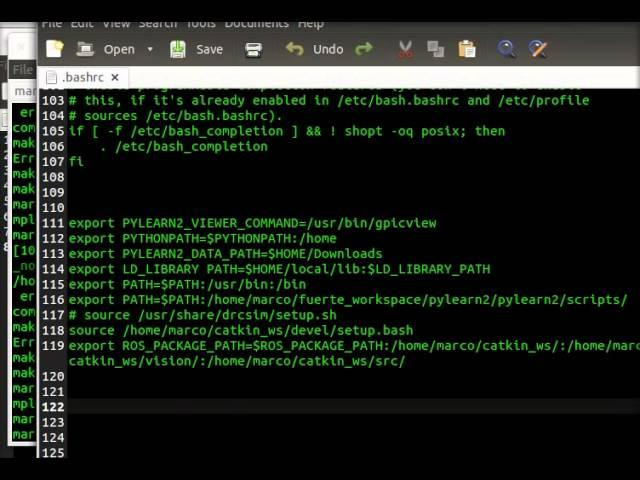 File Edit View Search Tools Documents Help
Open Save Undo
.bashrc
103 # this, if it's already enabled in /etc/bash.bashrc and /etc/profile
104 # sources /etc/bash.bashrc).
105 if [ -f /etc/bash_completion ] && ! shopt -oq posix; then
106     . /etc/bash_completion
107 fi
108
109
110
111 export PYLEARN2_VIEWER_COMMAND=/usr/bin/gpicview
112 export PYTHONPATH=$PYTHONPATH:/home
113 export PYLEARN2_DATA_PATH=$HOME/Downloads
114 export LD_LIBRARY PATH=$HOME/local/lib:$LD_LIBRARY_PATH
115 export PATH=$PATH:/usr/bin:/bin
116 export PATH=$PATH:/home/marco/fuerte_workspace/pylearn2/pylearn2/scripts/
117 # source /usr/share/drcsim/setup.sh
118 source /home/marco/catkin_ws/devel/setup.bash
119 export ROS_PACKAGE_PATH=$ROS_PACKAGE_PATH:/home/marco/catkin_ws/:/home/marc
catkin_ws/vision/:/home/marco/catkin_ws/src/
120
121
122
123
124
125